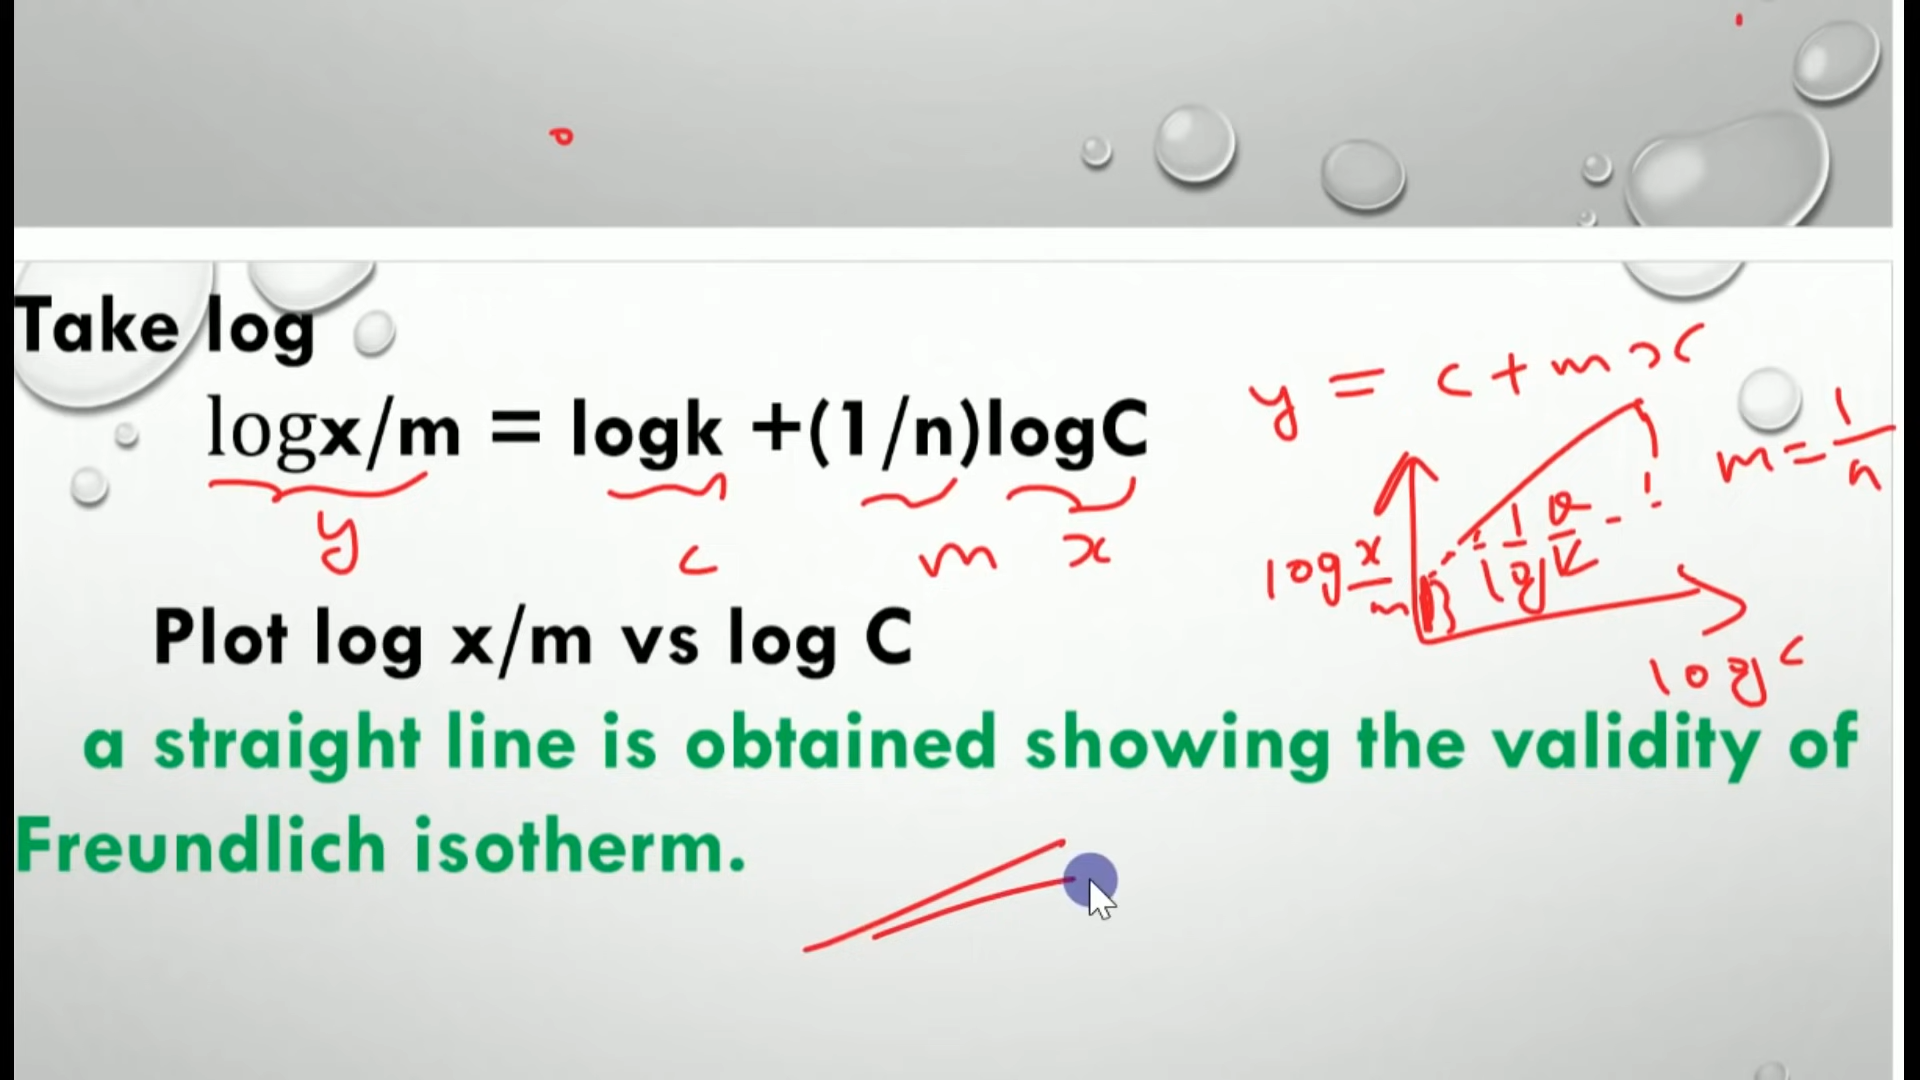 Take log
logx/m = logk +(1/n)logC
y c m x
Plot log x/m vs log C
a straight line is obtained showing the validity of
Freundlich isotherm.
y = c + mx
m = 1/n
log x/m
log k
log c